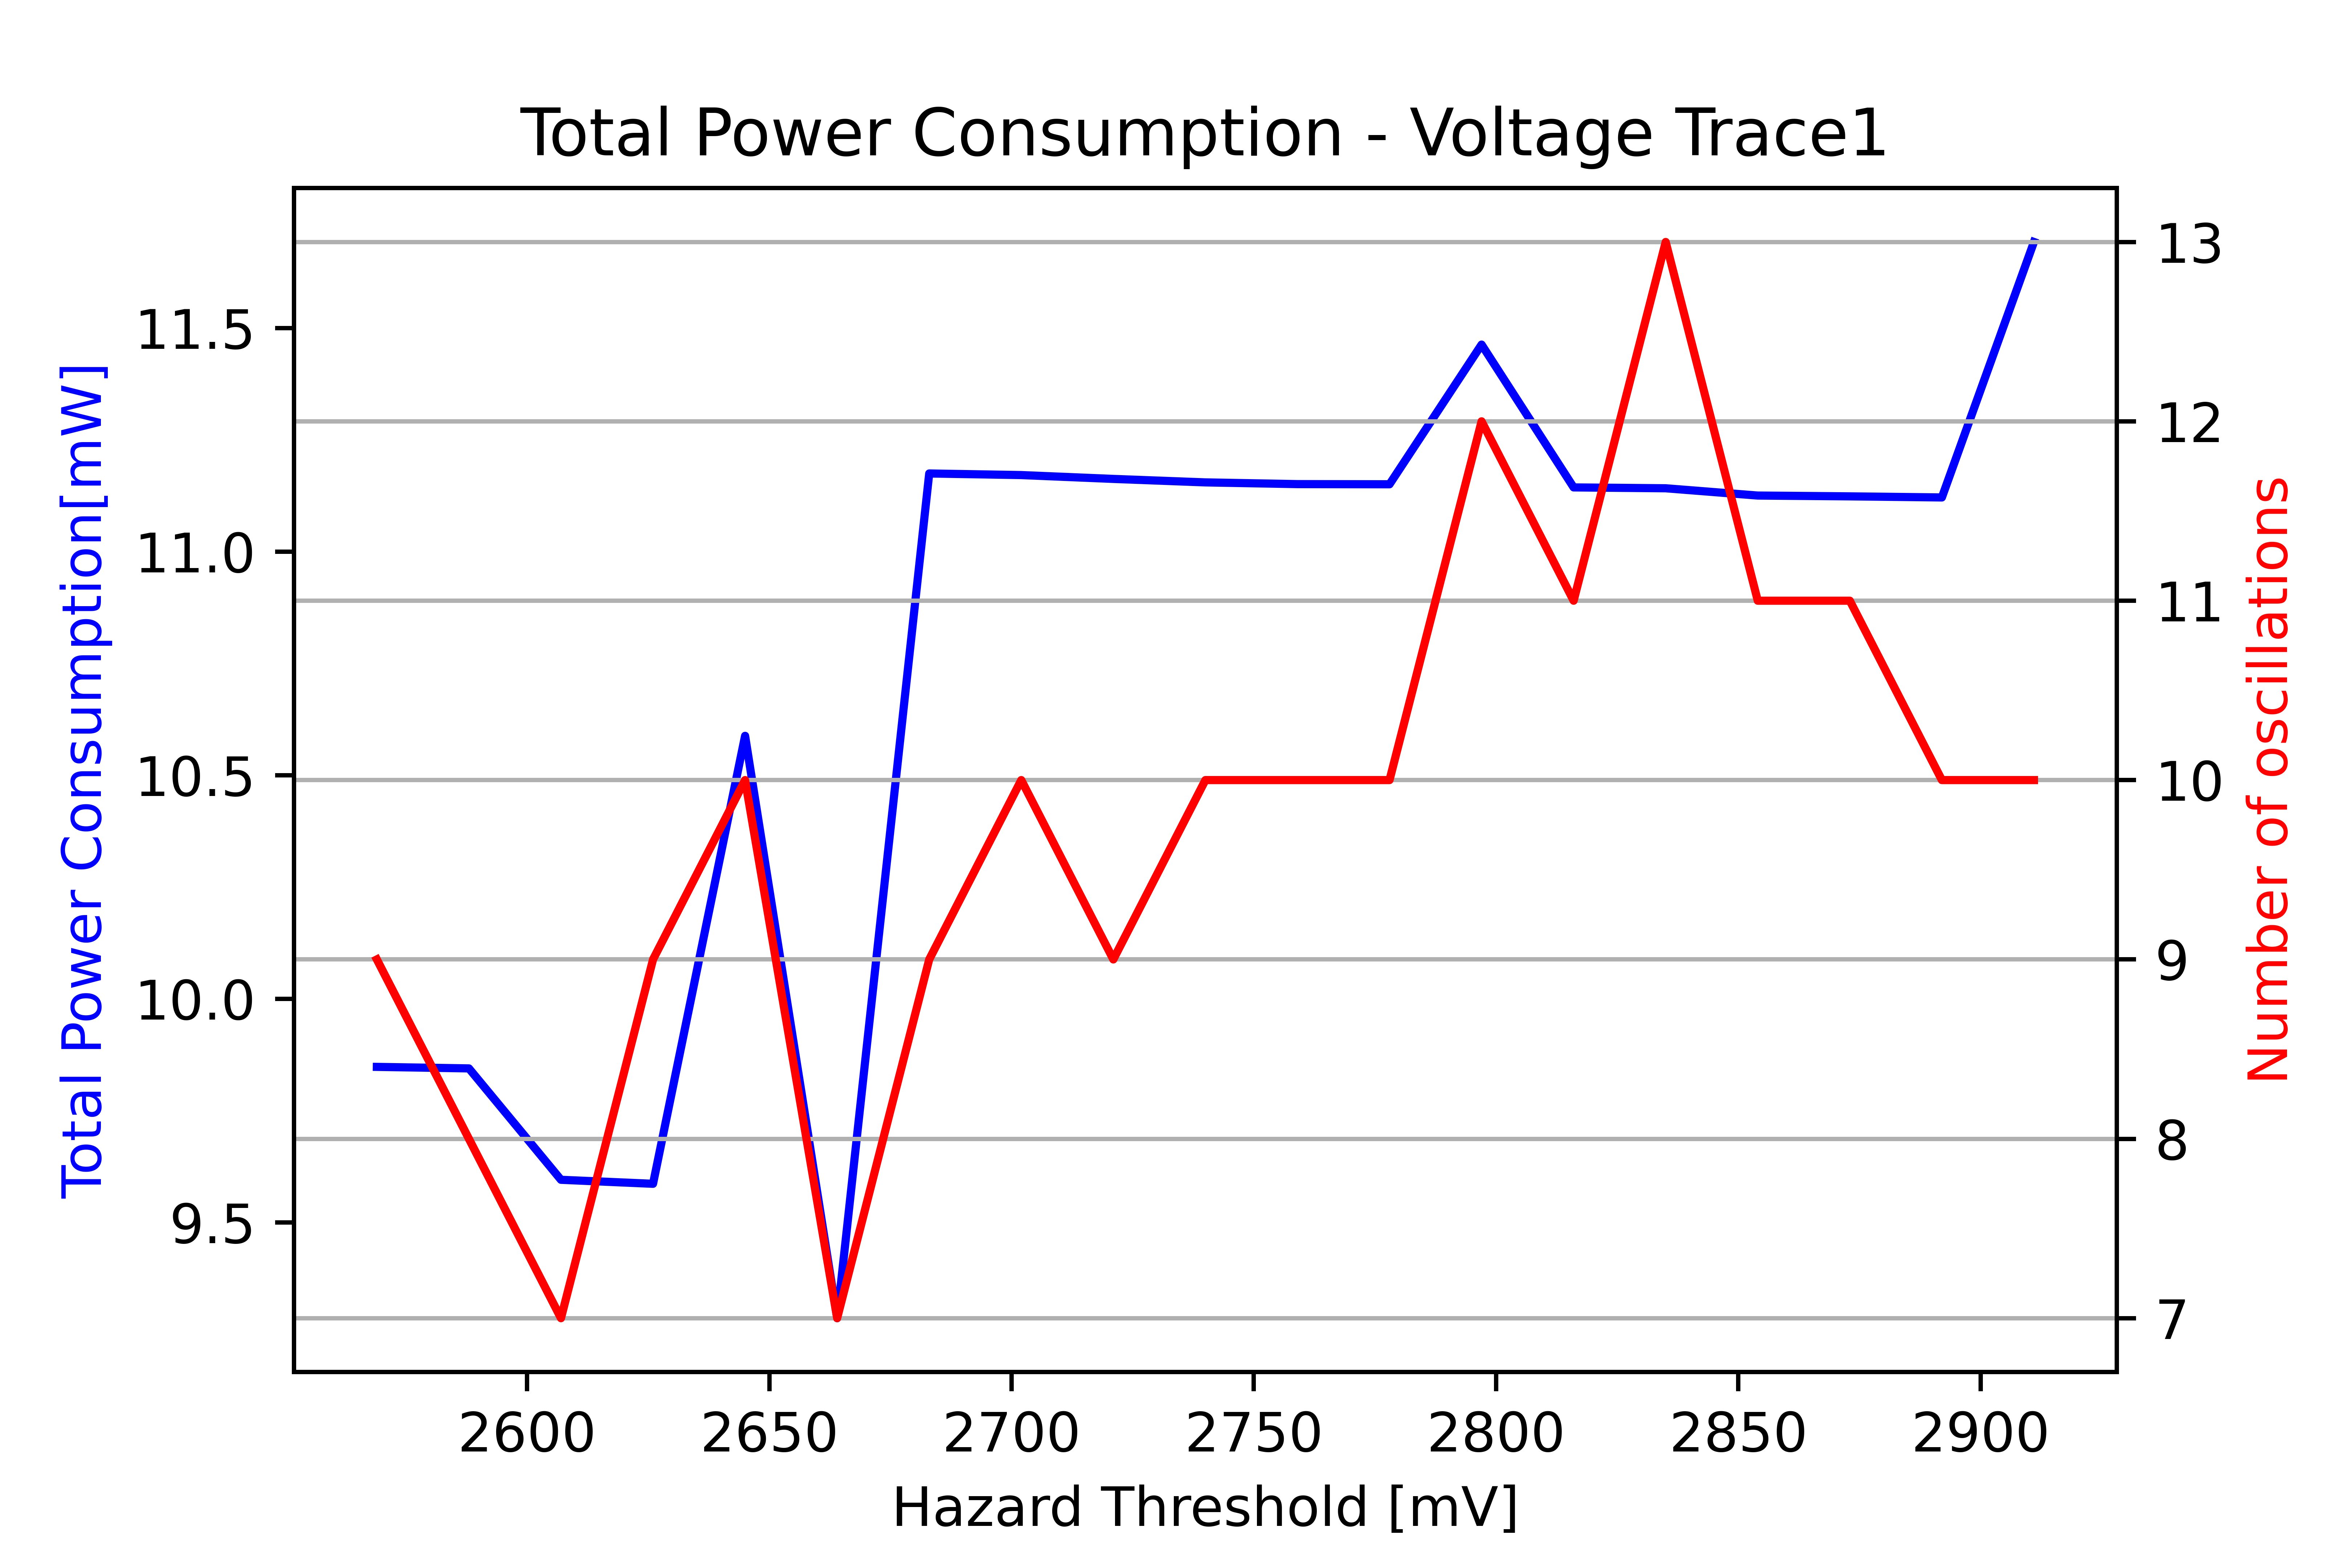 Total Power Consumption - Voltage Trace1
Total Power Consumption[mW]
11.5
11.0
10.5
10.0
9.5
13
12
11
10
9
8
7
Number of oscillations
2600 2650 2700 2750 2800 2850 2900
Hazard Threshold [mV]